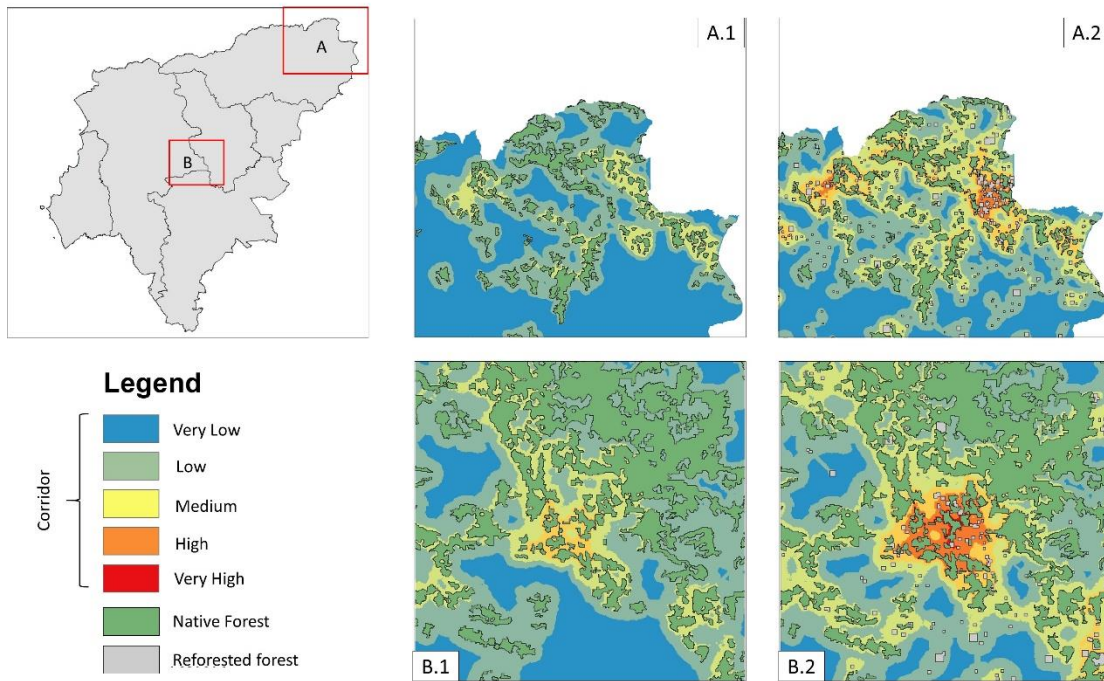 A
B
A.1
A.2
Legend
Corridor
Very Low
Low
Medium
High
Very High
Native Forest
Reforested forest
B.1
B.2